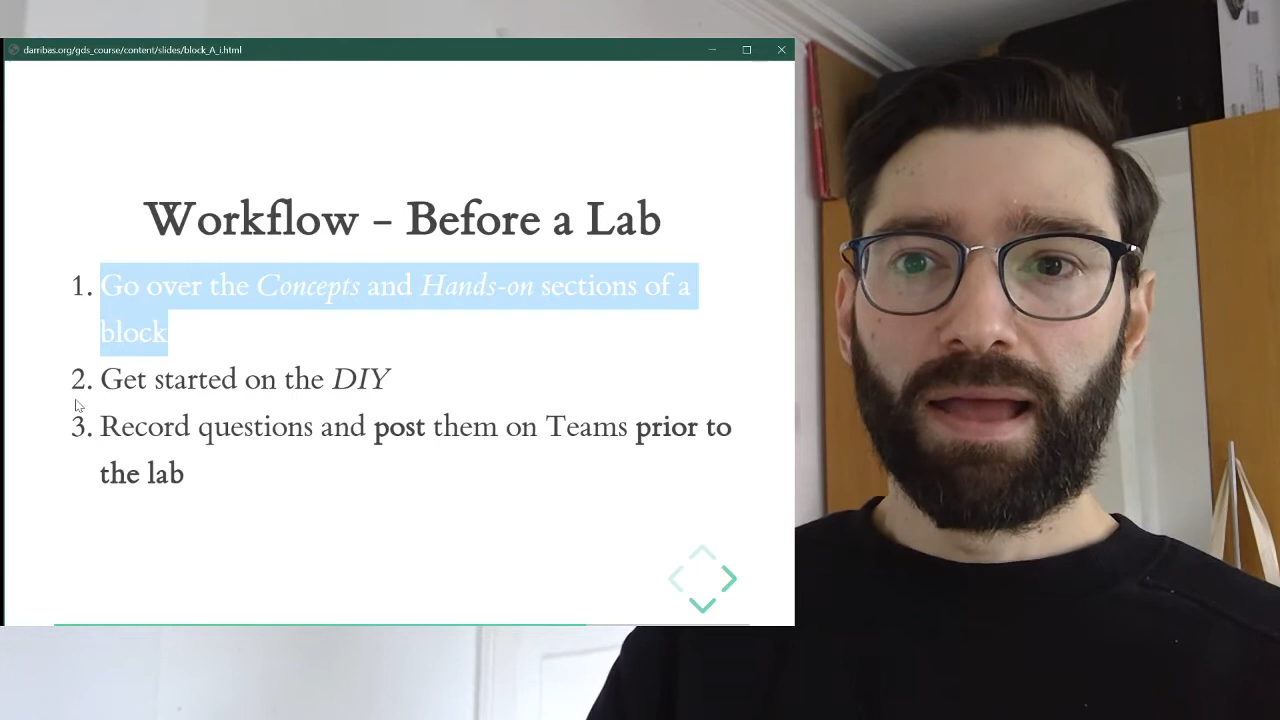 darribas.org/gds_course/content/slides/block_A_i.html
Workflow - Before a Lab
1. Go over the Concepts and Hands-on sections of a
block
2. Get started on the DIY
3. Record questions and post them on Teams prior to
the lab